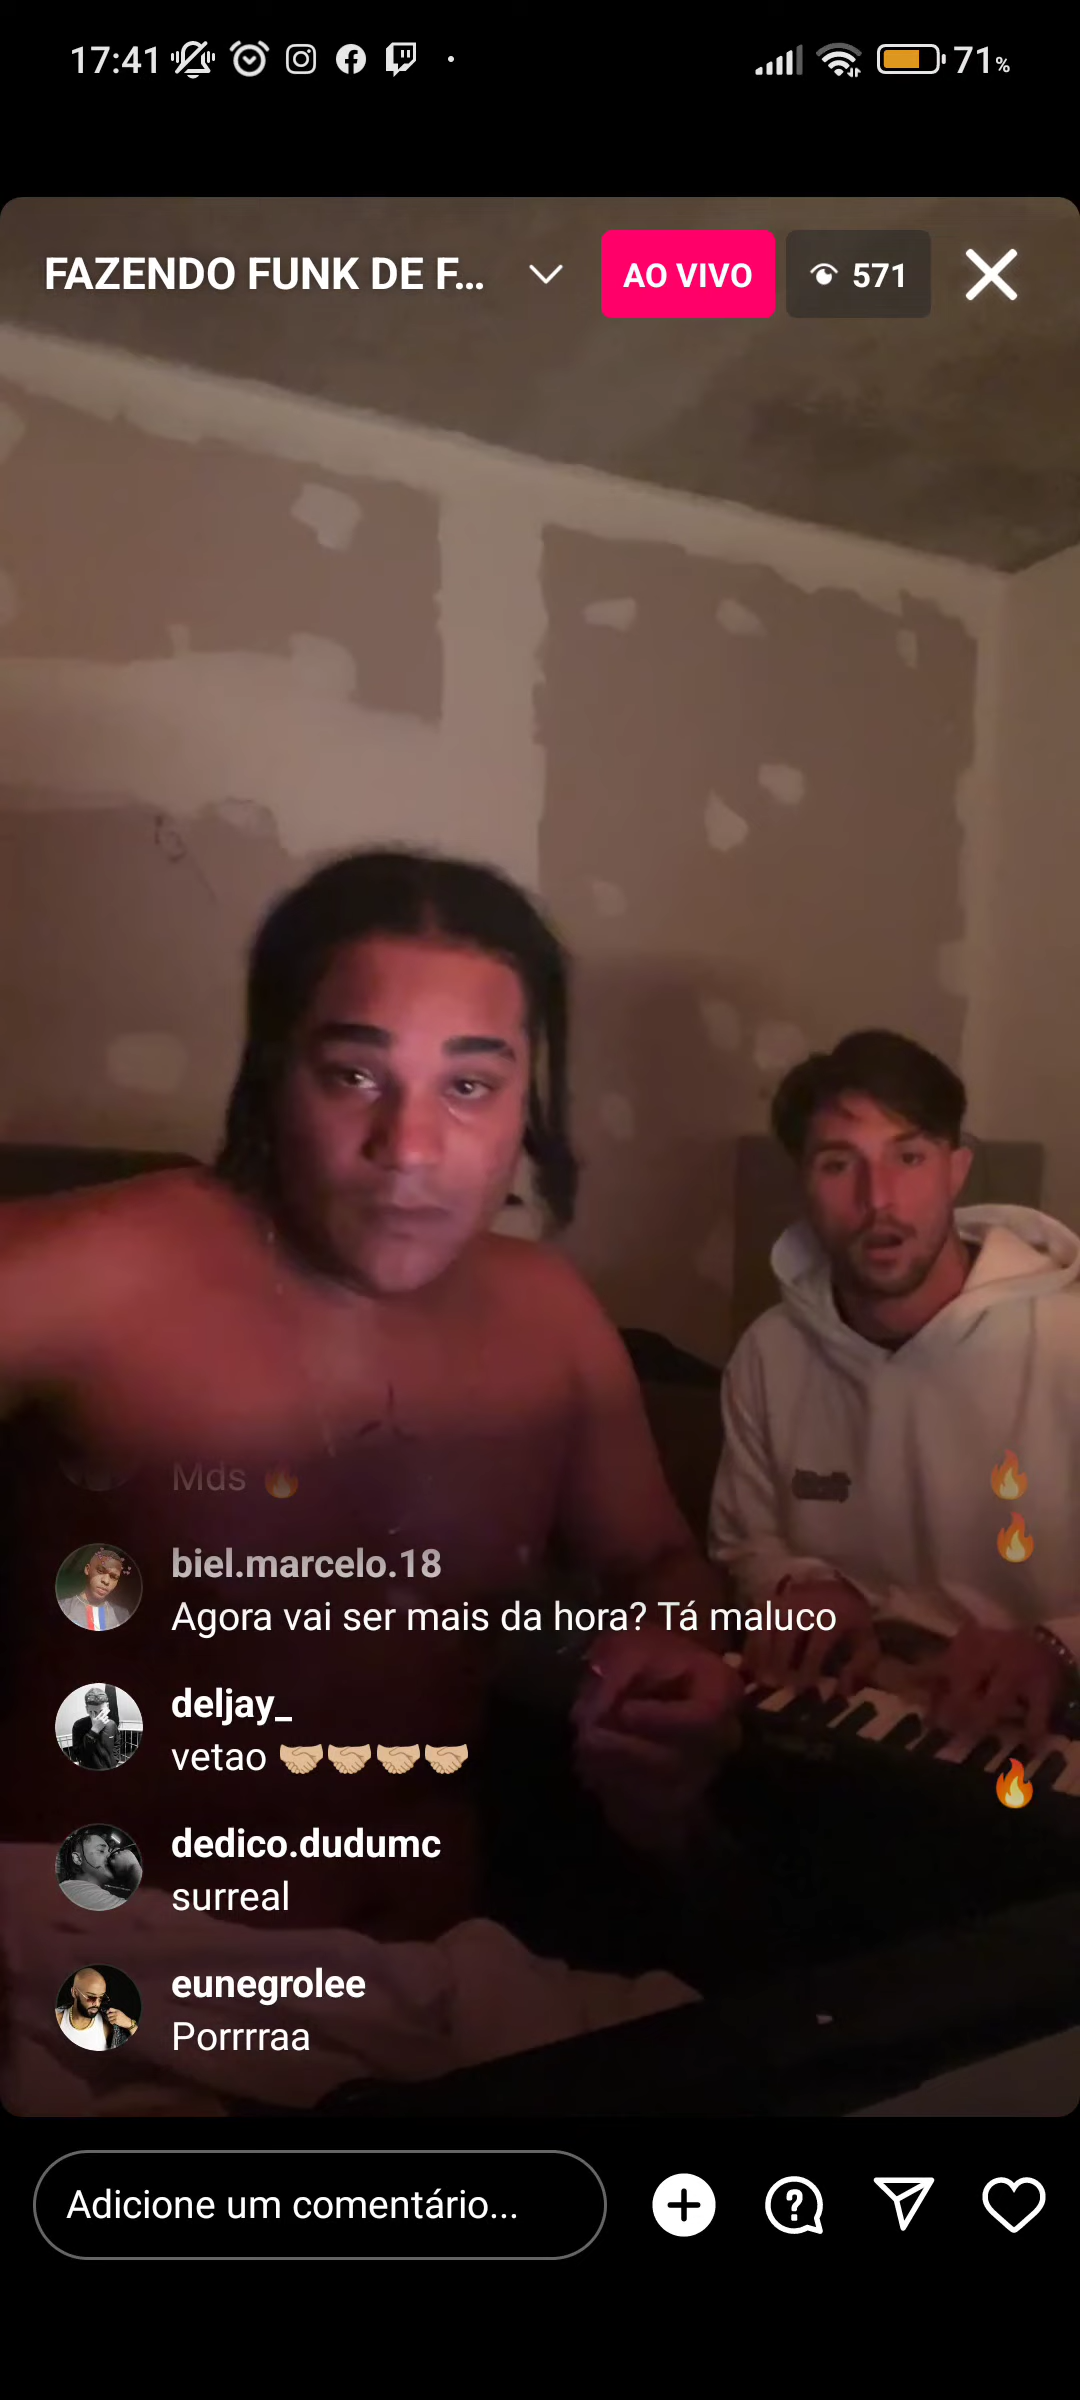 17:41
71%
FAZENDO FUNK DE F...
AO VIVO
571
Mds 🔥
biel.marcelo.18
Agora vai ser mais da hora? Tá maluco
deljay_
vetao 🤝🏼🤝🏼🤝🏼🤝🏼
dedico.dudumc
surreal
eunegrolee
Porrrraa
Adicione um comentário...